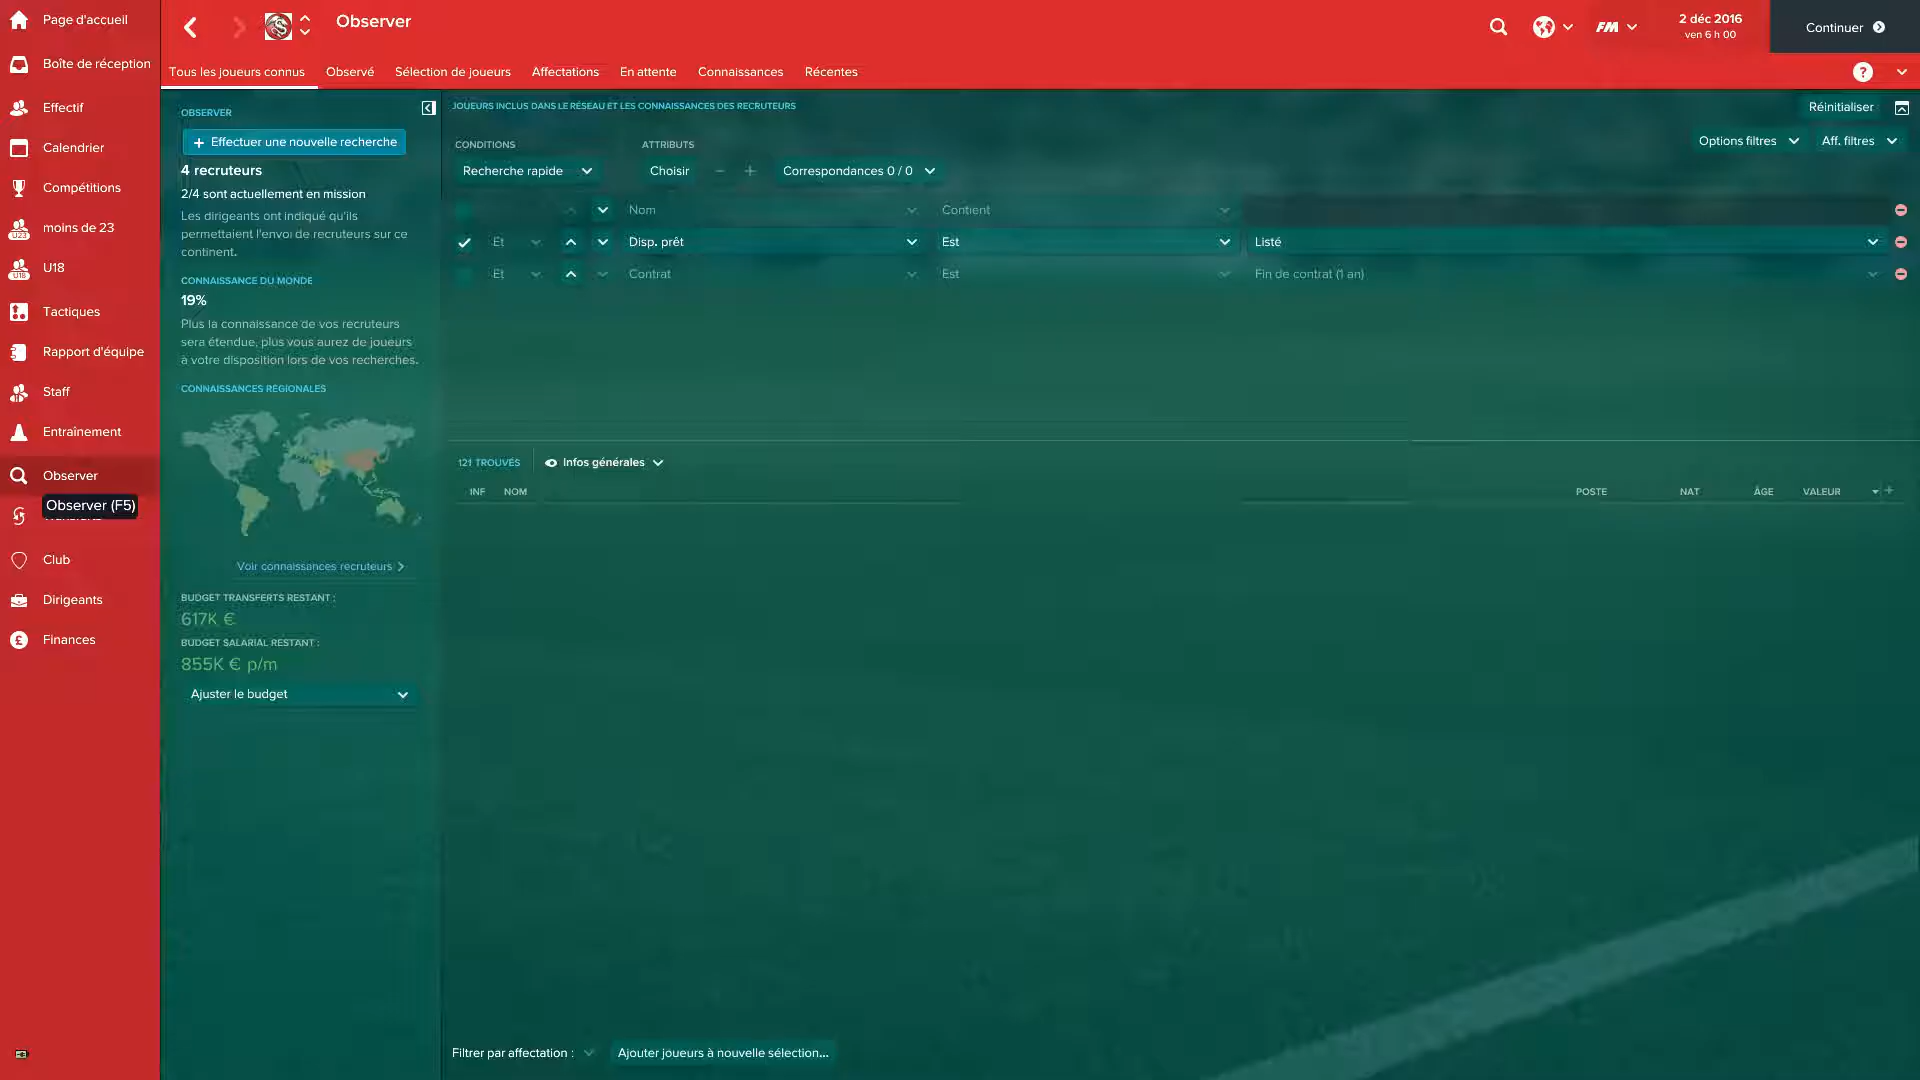 Page d'accueil
Boîte de réception
Effectif
Calendrier
Compétitions
moins de 23
U18
Tactiques
Rapport d'équipe
Staff
Entraînement
Observer
Observer (F5)
Club
Dirigeants
Finances
Observer
FM
2 déc 2016
ven 6 h 00
Continuer
Tous les joueurs connus
Observé
Sélection de joueurs
Affectations
En attente
Connaissances
Récentes
?
OBSERVER
+ Effectuer une nouvelle recherche
4 recruteurs
2/4 sont actuellement en mission
Les dirigeants ont indiqué qu'ils
permettaient l'envoi de recruteurs sur ce
continent.
CONNAISSANCE DU MONDE
19%
Plus la connaissance de vos recruteurs
sera étendue, plus vous aurez de joueurs
à votre disposition lors de vos recherches.
CONNAISSANCES RÉGIONALES
Voir connaissances recruteurs
BUDGET TRANSFERTS RESTANT :
617K €
BUDGET SALARIAL RESTANT :
855K € p/m
Ajuster le budget
JOUEURS INCLUS DANS LE RÉSEAU ET LES CONNAISSANCES DES RECRUTEURS
Réinitialiser
Options filtres
Aff. filtres
CONDITIONS
ATTRIBUTS
Recherche rapide
Choisir
Correspondances 0 / 0
Nom
Contient
Et
Disp. prêt
Est
Listé
Et
Contrat
Est
Fin de contrat (1 an)
121 TROUVÉS
Infos générales
INF
NOM
POSTE
NAT
ÂGE
VALEUR
Filtrer par affectation :
Ajouter joueurs à nouvelle sélection...